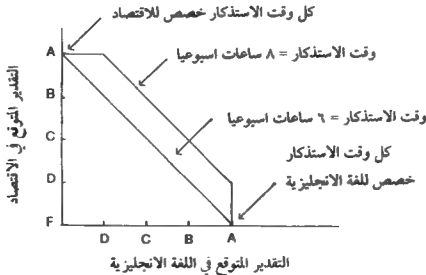 كل وقت الاستذكار خصص للاقتصاد
وقت الاستذكار = ٨ ساعات اسبوعيا
وقت الاستذكار = ٦ ساعات اسبوعيا
كل وقت الاستذكار
خصص للغة الانجليزية
التقدير المتوقع في الاقتصاد
A
B
C
D
F
D C B A
التقدير المتوقع في اللغة الانجليزية